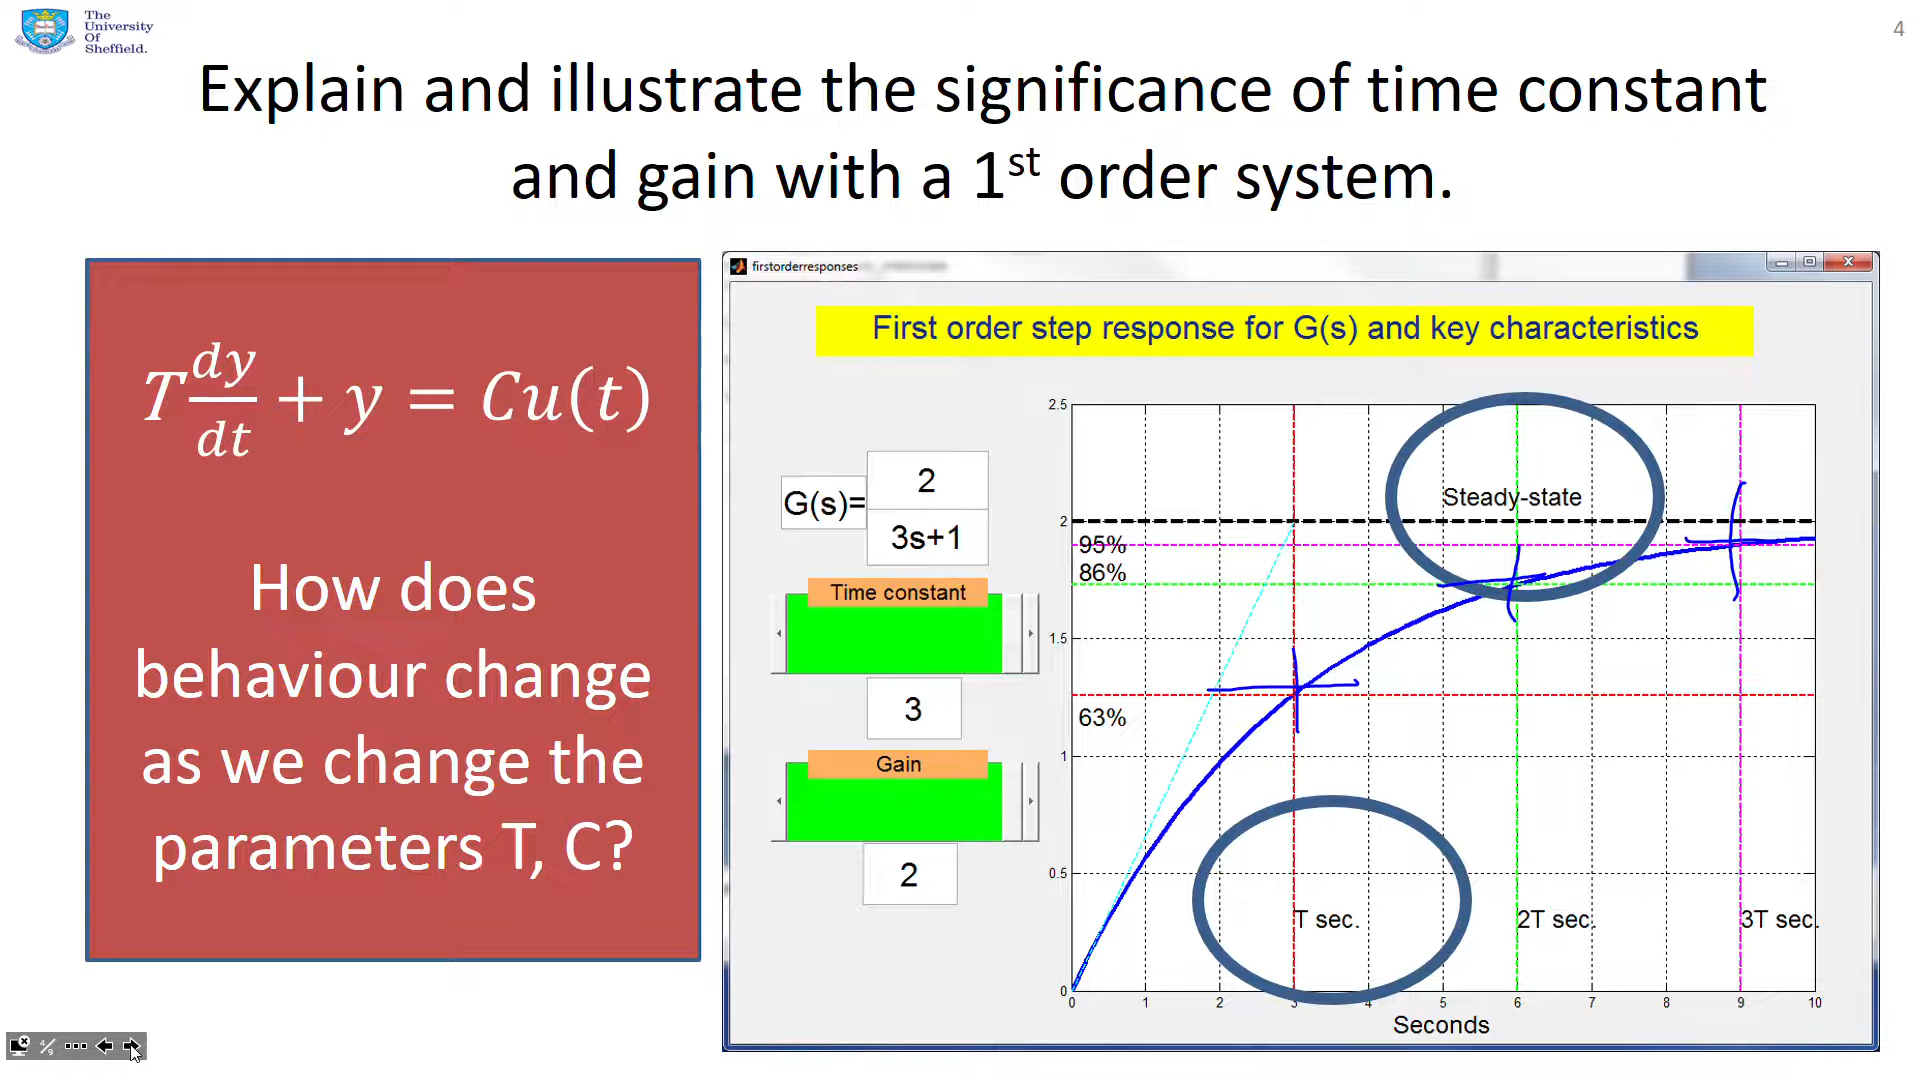 The
University
Of
Sheffield.
4
Explain and illustrate the significance of time constant
and gain with a 1st order system.
T dy/dt + y = Cu(t)
How does
behaviour change
as we change the
parameters T, C?
firstorderresponses
First order step response for G(s) and key characteristics
G(s)=
2
3s+1
Time constant
3
Gain
2
2.5
2
1.5
1
0.5
0
Steady-state
95%
86%
63%
T sec.
2T sec.
3T sec.
0 1 2 3 4 5 6 7 8 9 10
Seconds
4/9